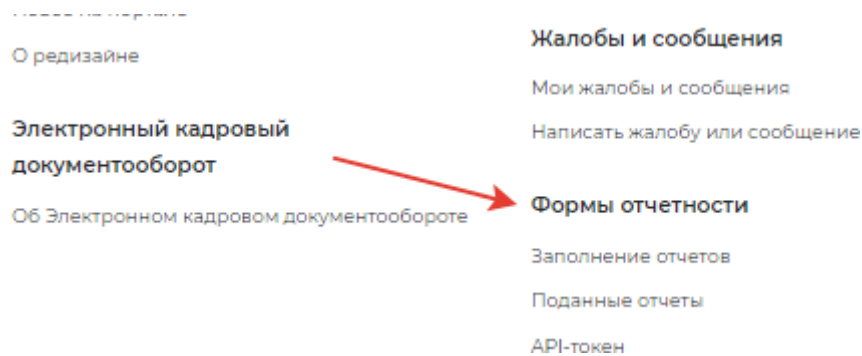 О редизайне
Электронный кадровый
документооборот
Об Электронном кадровом документообороте
Жалобы и сообщения
Мои жалобы и сообщения
Написать жалобу или сообщение
Формы отчетности
Заполнение отчетов
Поданные отчеты
API-токен